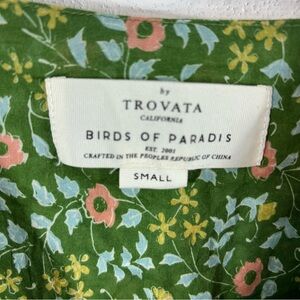 by
TROVATA
CALIFORNIA
BIRDS OF PARADIS
EST. 2001
CRAFTED IN THE PEOPLES REPUBLIC OF CHINA
SMALL